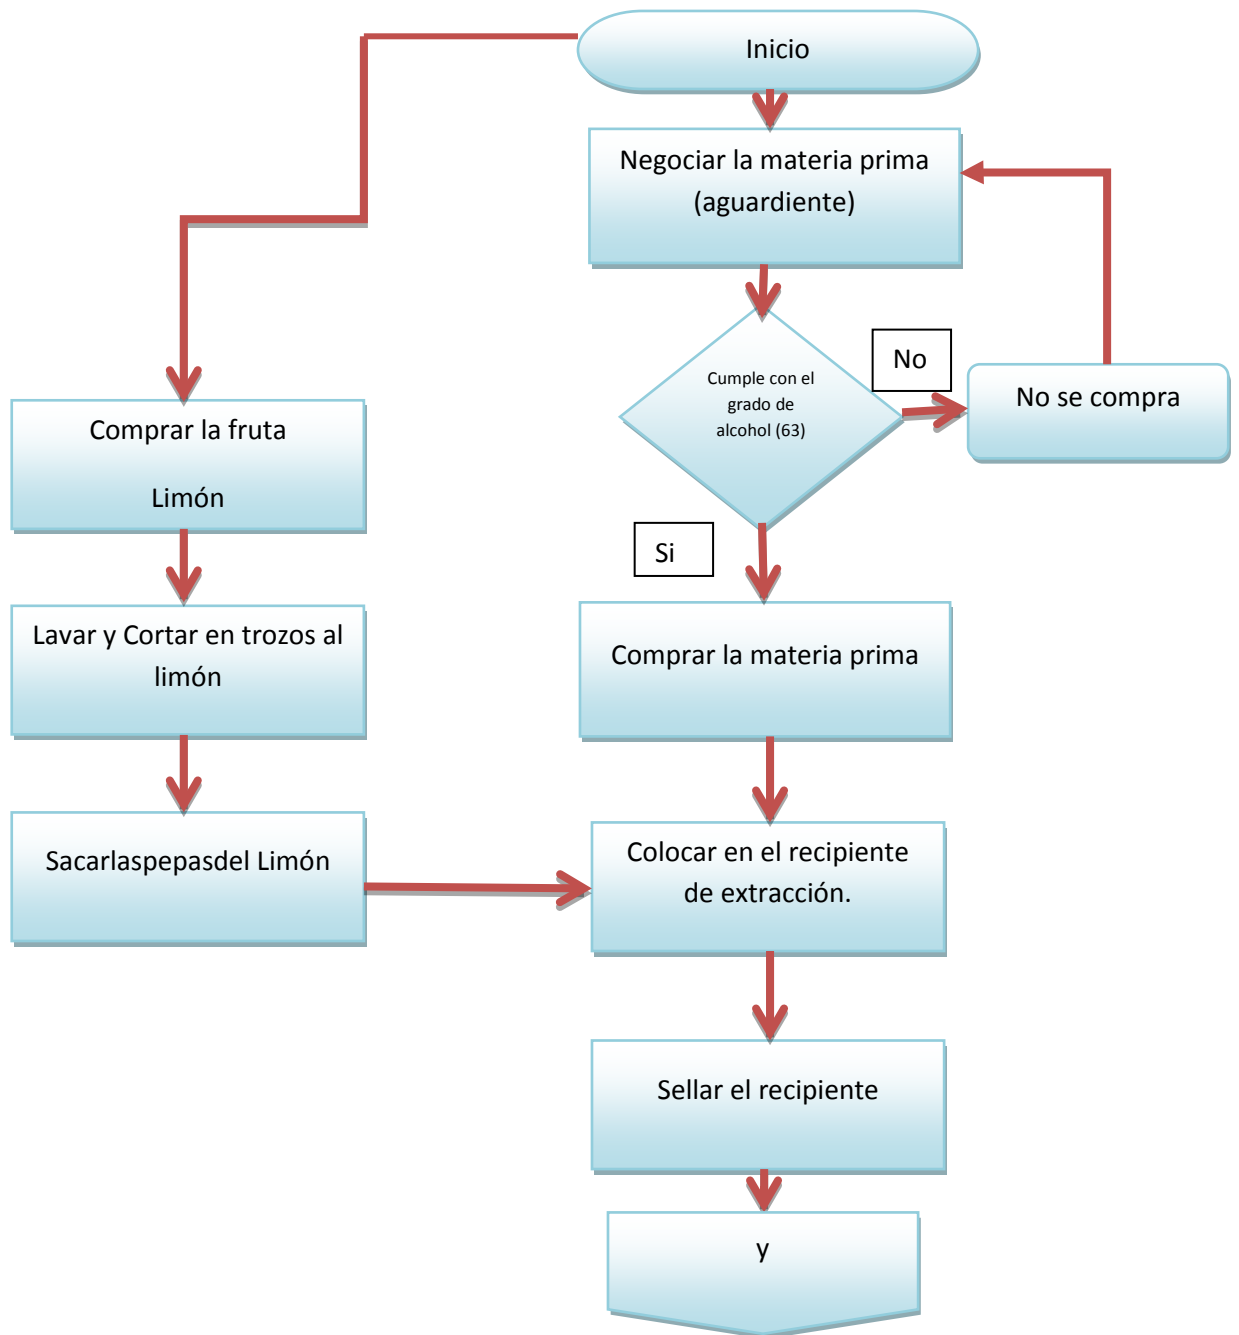 Inicio
Negociar la materia prima
(aguardiente)
Cumple con el
grado de
alcohol (63)
No
No se compra
Si
Comprar la fruta
Limón
Lavar y Cortar en trozos al
limón
Comprar la materia prima
Sacarlaspepasdel Limón
Colocar en el recipiente
de extracción.
Sellar el recipiente
y